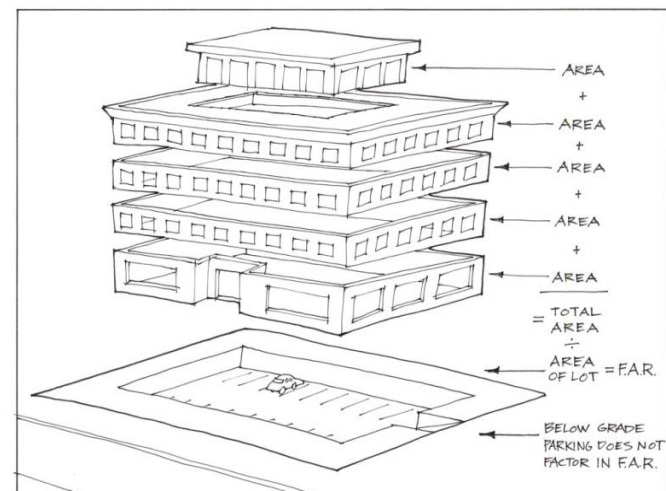 AREA
+
AREA
+
AREA
+
AREA
+
AREA
= TOTAL
AREA
÷
AREA
OF LOT = F.A.R.
BELOW GRADE
PARKING DOES NOT
FACTOR IN F.A.R.